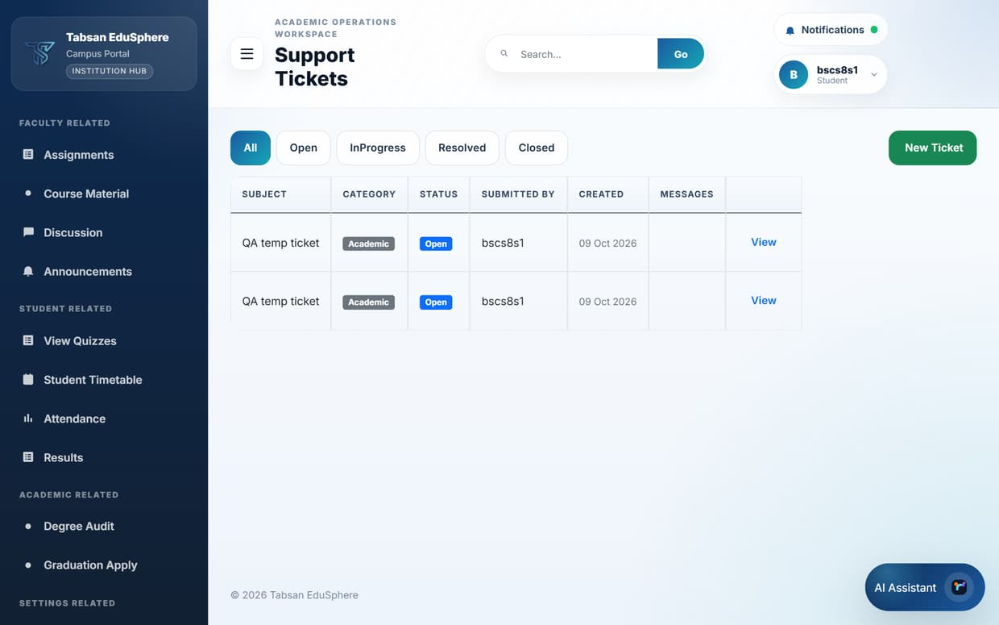 Tabsan EduSphere
Campus Portal
INSTITUTION HUB
FACULTY RELATED
Assignments
Course Material
Discussion
Announcements
STUDENT RELATED
View Quizzes
Student Timetable
Attendance
Results
ACADEMIC RELATED
Degree Audit
Graduation Apply
SETTINGS RELATED
ACADEMIC OPERATIONS
WORKSPACE
Support
Tickets
Search...
Go
Notifications
B
bscs8s1
Student
All
Open
InProgress
Resolved
Closed
New Ticket
SUBJECT CATEGORY STATUS SUBMITTED BY CREATED MESSAGES
QA temp ticket Academic Open bscs8s1 09 Oct 2026 View
QA temp ticket Academic Open bscs8s1 09 Oct 2026 View
© 2026 Tabsan EduSphere
AI Assistant